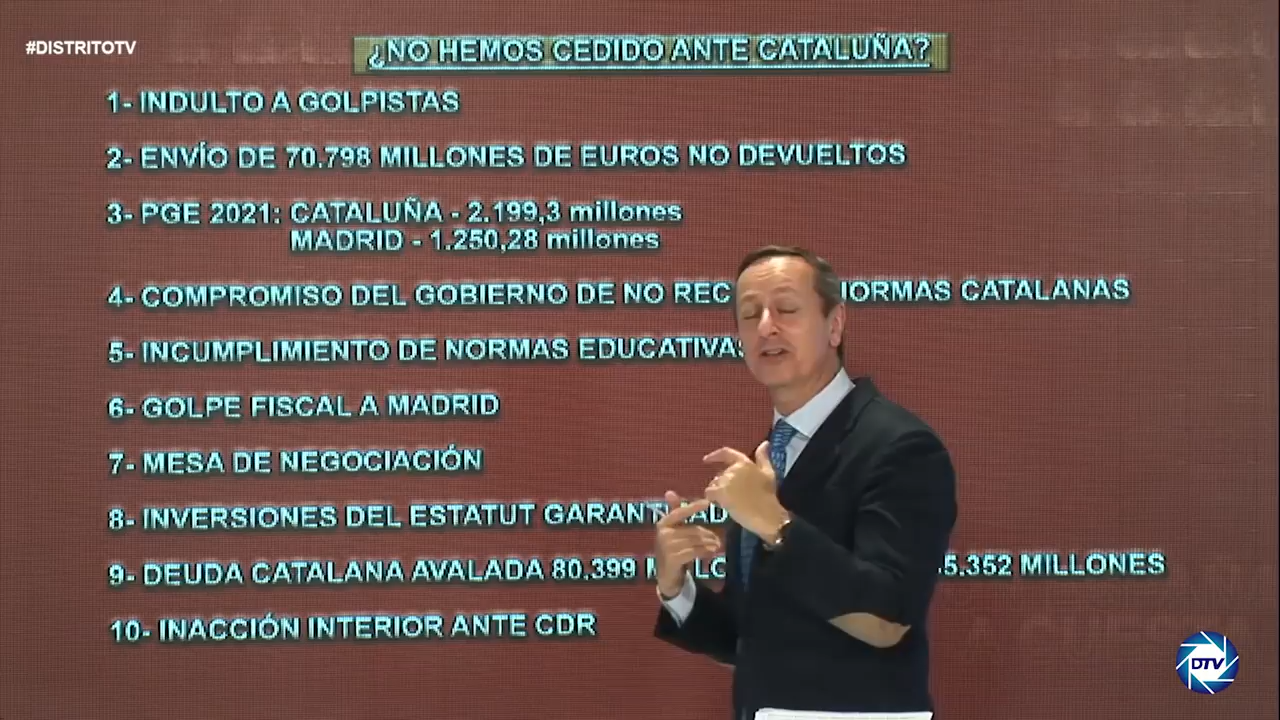 #DISTRITOTV
¿NO HEMOS CEDIDO ANTE CATALUÑA?
1- INDULTO A GOLPISTAS
2- ENVÍO DE 70.798 MILLONES DE EUROS NO DEVUELTOS
3- PGE 2021: CATALUÑA - 2.199,3 millones
MADRID - 1.250,28 millones
4- COMPROMISO DEL GOBIERNO DE NO CATALANAS
5- INCUMPLIMIENTO DE NORMAS EDUCATIVAS
6- GOLPE FISCAL A MADRID
7- MESA DE NEGOCIACIÓN
8- INVERSIONES DEL ESTATUT
9- DEUDA CATALANA AVALADA 80.399 MILLONES
10- INACCIÓN INTERIOR ANTE CDR
DTV